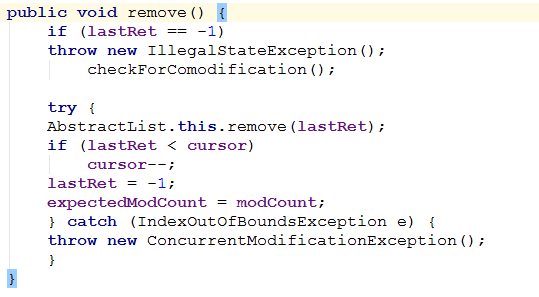 public void remove() {
    if (lastRet == -1)
    throw new IllegalStateException();
        checkForComodification();

    try {
    AbstractList.this.remove(lastRet);
    if (lastRet < cursor)
        cursor--;
    lastRet = -1;
    expectedModCount = modCount;
    } catch (IndexOutOfBoundsException e) {
    throw new ConcurrentModificationException();
    }
}